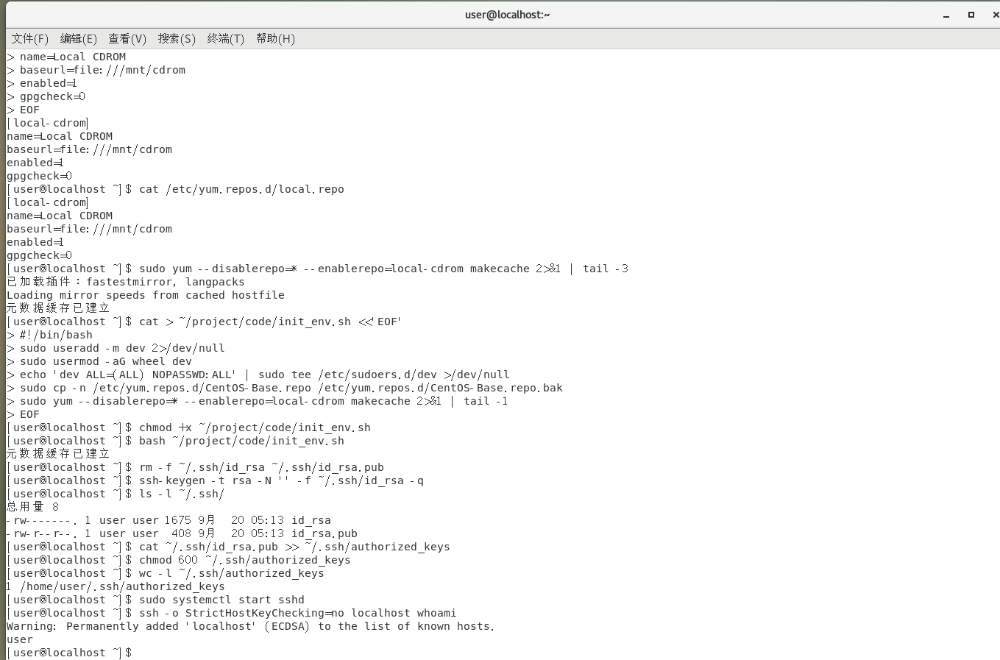 user@localhost:~
文件(F) 编辑(E) 查看(V) 搜索(S) 终端(T) 帮助(H)
> name=Local CDROM
> baseurl=file:///mnt/cdrom
> enabled=1
> gpgcheck=0
> EOF
[local-cdrom]
name=Local CDROM
baseurl=file:///mnt/cdrom
enabled=1
gpgcheck=0
[user@localhost ~]$ cat /etc/yum.repos.d/local.repo
[local-cdrom]
name=Local CDROM
baseurl=file:///mnt/cdrom
enabled=1
gpgcheck=0
[user@localhost ~]$ sudo yum --disablerepo=* --enablerepo=local-cdrom makecache 2>&1 | tail -3
已加载插件：fastestmirror, langpacks
Loading mirror speeds from cached hostfile
元数据缓存已建立
[user@localhost ~]$ cat > ~/project/code/init_env.sh <<'EOF'
> #!/bin/bash
> sudo useradd -m dev 2>/dev/null
> sudo usermod -aG wheel dev
> echo 'dev ALL=(ALL) NOPASSWD:ALL' | sudo tee /etc/sudoers.d/dev >/dev/null
> sudo cp -n /etc/yum.repos.d/CentOS-Base.repo /etc/yum.repos.d/CentOS-Base.repo.bak
> sudo yum --disablerepo=* --enablerepo=local-cdrom makecache 2>&1 | tail -1
> EOF
[user@localhost ~]$ chmod +x ~/project/code/init_env.sh
[user@localhost ~]$ bash ~/project/code/init_env.sh
元数据缓存已建立
[user@localhost ~]$ rm -f ~/.ssh/id_rsa ~/.ssh/id_rsa.pub
[user@localhost ~]$ ssh-keygen -t rsa -N '' -f ~/.ssh/id_rsa -q
[user@localhost ~]$ ls -l ~/.ssh/
总用量 8
-rw-------. 1 user user 1675 9月  20 05:13 id_rsa
-rw-r--r--. 1 user user  408 9月  20 05:13 id_rsa.pub
[user@localhost ~]$ cat ~/.ssh/id_rsa.pub >> ~/.ssh/authorized_keys
[user@localhost ~]$ chmod 600 ~/.ssh/authorized_keys
[user@localhost ~]$ wc -l ~/.ssh/authorized_keys
1 /home/user/.ssh/authorized_keys
[user@localhost ~]$ sudo systemctl start sshd
[user@localhost ~]$ ssh -o StrictHostKeyChecking=no localhost whoami
Warning: Permanently added 'localhost' (ECDSA) to the list of known hosts.
user
[user@localhost ~]$